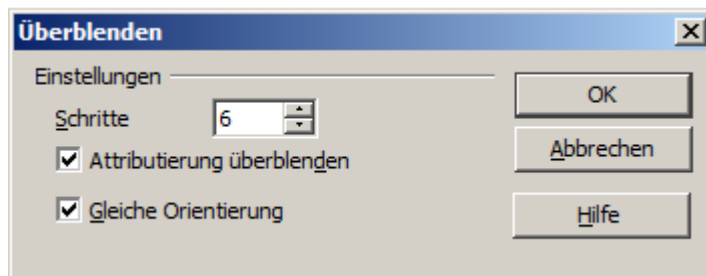 Überblenden
Einstellungen
Schritte 6
Attributierung überblenden
Gleiche Orientierung
OK
Abbrechen
Hilfe